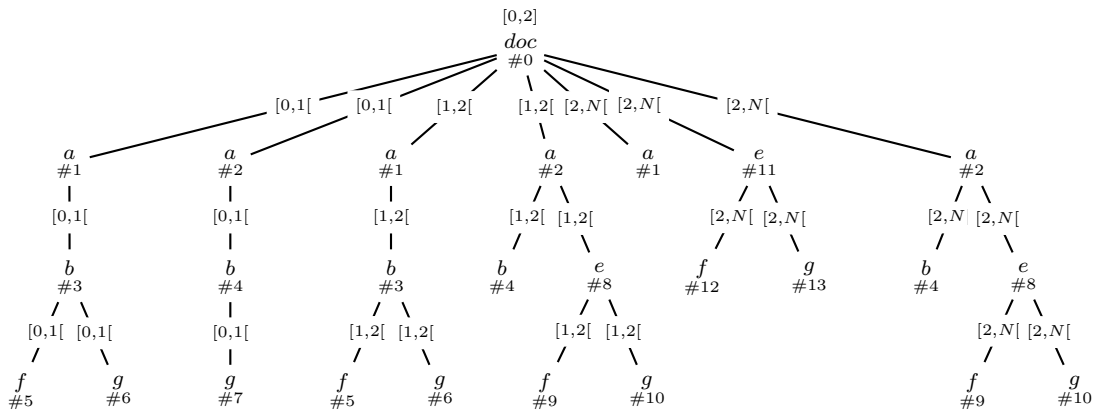 [0,2]
doc
#0
[0,1[ [0,1[ [1,2[ [1,2[ [2,N[ [2,N[ [2,N[
a a a a a e a
#1 #2 #1 #2 #1 #11 #2
[0,1[ [0,1[ [1,2[ [1,2[ [1,2[ [2,N[ [2,N[ [2,N[ [2,N[
b b b b e f g b e
#3 #4 #3 #4 #8 #12 #13 #4 #8
[0,1[ [0,1[ [0,1[ [1,2[ [1,2[ [1,2[ [1,2[ [2,N[ [2,N[
f g g f g f g f g
#5 #6 #7 #5 #6 #9 #10 #9 #10